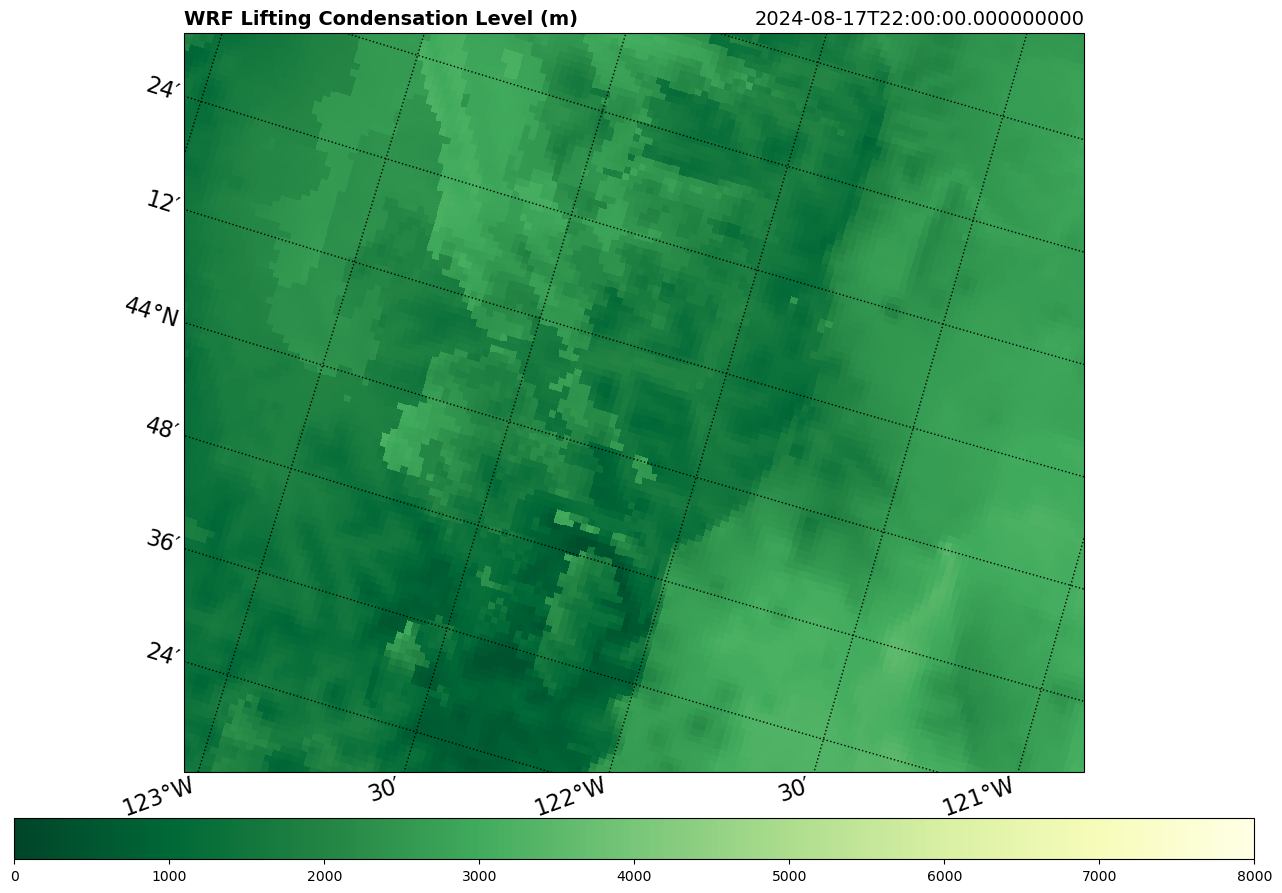 WRF Lifting Condensation Level (m) 2024-08-17T22:00:00.000000000
24′
12′
44°N
48′
36′
24′
123°W 30′ 122°W 30′ 121°W
0 1000 2000 3000 4000 5000 6000 7000 8000